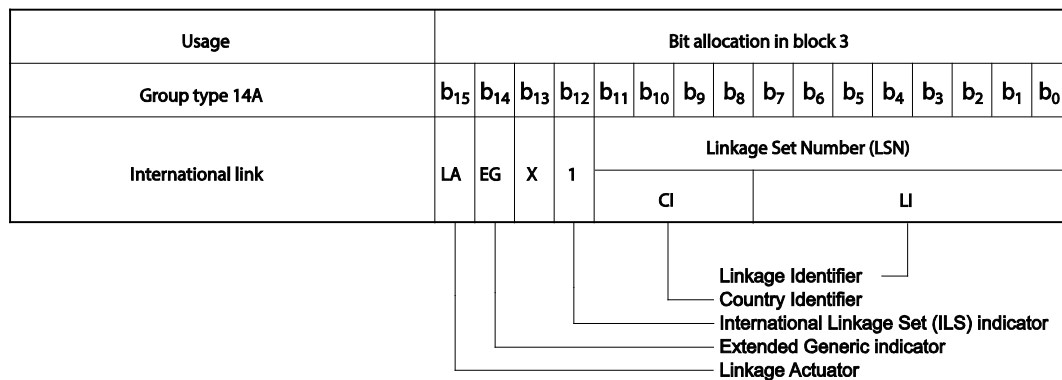 Usage Bit allocation in block 3
Group type 14A b15 b14 b13 b12 b11 b10 b9 b8 b7 b6 b5 b4 b3 b2 b1 b0
International link LA EG X 1 Linkage Set Number (LSN)
CI LI
Linkage Identifier
Country Identifier
International Linkage Set (ILS) indicator
Extended Generic indicator
Linkage Actuator